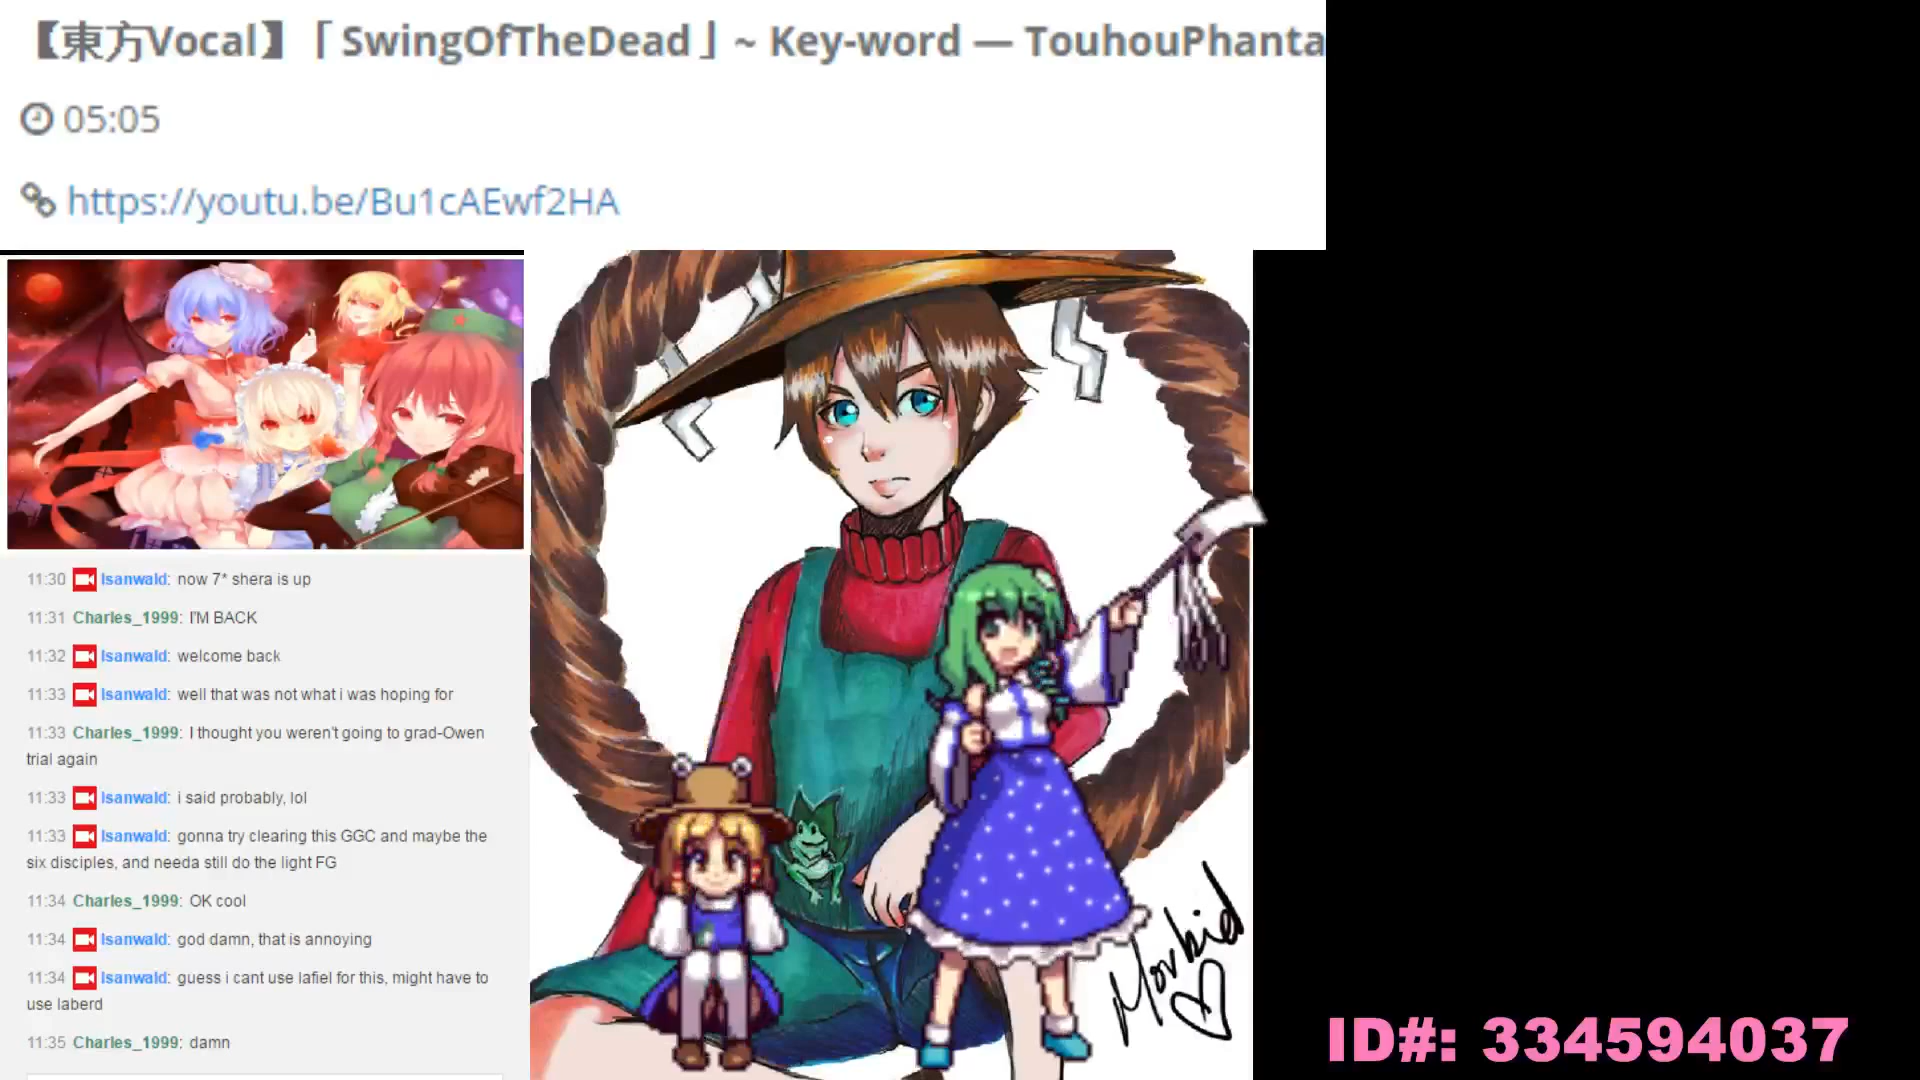 【東方Vocal】「 SwingOfTheDead 」 ~ Key-word — TouhouPhanta
05:05
https://youtu.be/Bu1cAEwf2HA
11:30 Isanwald: now 7* shera is up
11:31 Charles_1999: I'M BACK
11:32 Isanwald: welcome back
11:33 Isanwald: well that was not what i was hoping for
11:33 Charles_1999: I thought you weren't going to grad-Owen
trial again
11:33 Isanwald: i said probably, lol
11:33 Isanwald: gonna try clearing this GGC and maybe the
six disciples, and needa still do the light FG
11:34 Charles_1999: OK cool
11:34 Isanwald: god damn, that is annoying
11:34 Isanwald: guess i cant use lafiel for this, might have to
use laberd
11:35 Charles_1999: damn
Morbid
ID#: 334594037